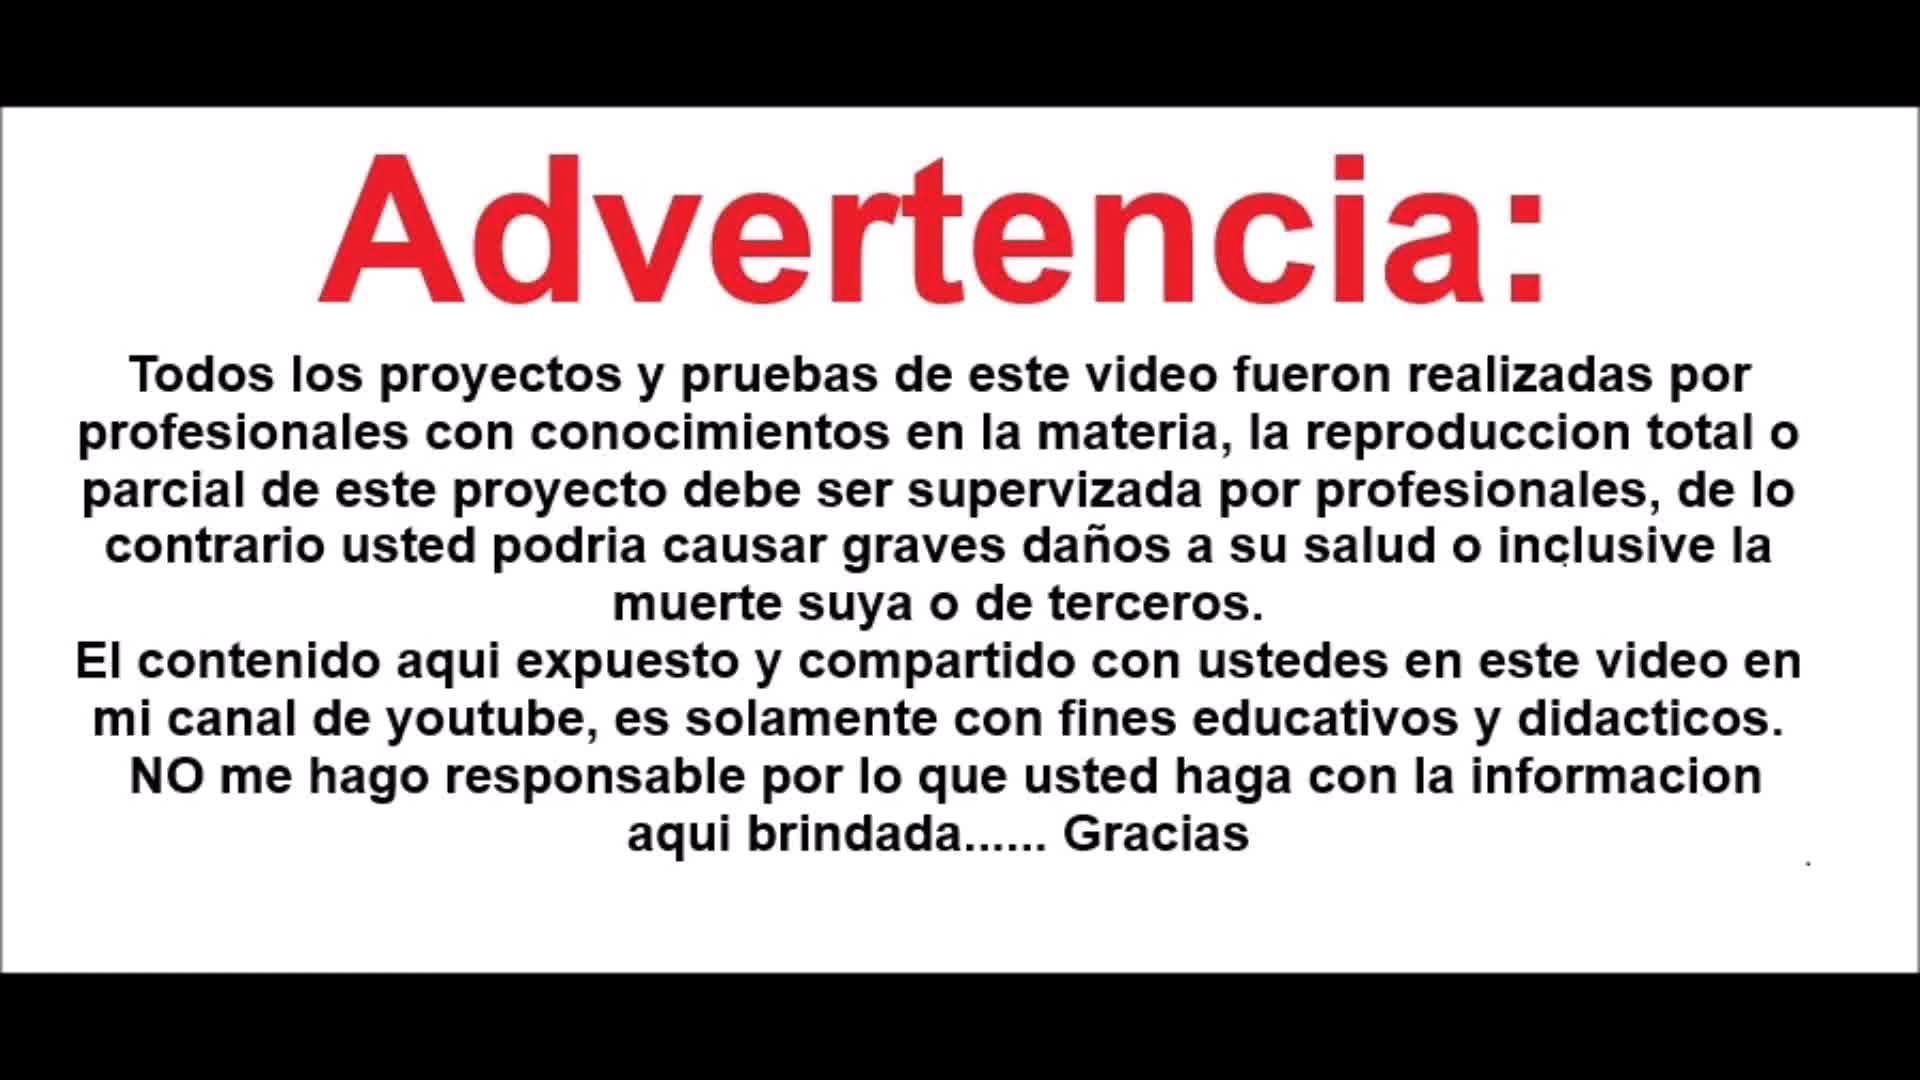 Advertencia:
Todos los proyectos y pruebas de este video fueron realizadas por
profesionales con conocimientos en la materia, la reproduccion total o
parcial de este proyecto debe ser supervizada por profesionales, de lo
contrario usted podria causar graves daños a su salud o inclusive la
muerte suya o de terceros.
El contenido aqui expuesto y compartido con ustedes en este video en
mi canal de youtube, es solamente con fines educativos y didacticos.
NO me hago responsable por lo que usted haga con la informacion
aqui brindada...... Gracias